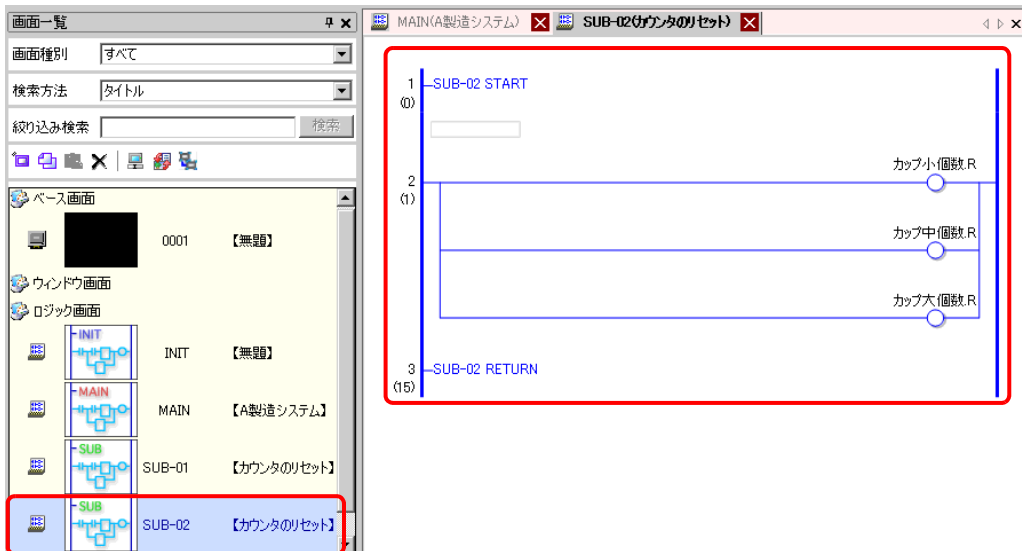 画面一覧
画面種別 すべて
検索方法 タイトル
絞り込み検索 検索
ベース画面
0001 【無題】
ウィンドウ画面
ロジック画面
INIT
INIT 【無題】
MAIN
MAIN 【A製造システム】
SUB
SUB-01 【カウンタのリセット】
SUB
SUB-02 【カウンタのリセット】
MAIN(A製造システム) SUB-02(カウンタのリセット)
1 SUB-02 START
(0)
カップ小個数.R
2
(1)
カップ中個数.R
カップ大個数.R
3 SUB-02 RETURN
(15)